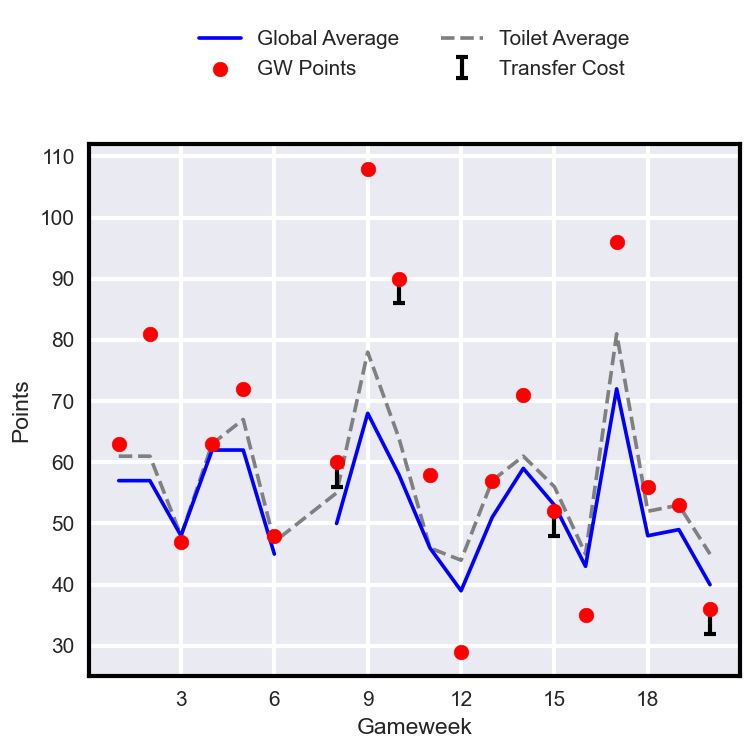 Global Average
Toilet Average
GW Points
Transfer Cost
110
100
90
80
70
60
50
40
30
Points
3
6
9
12
15
18
Gameweek